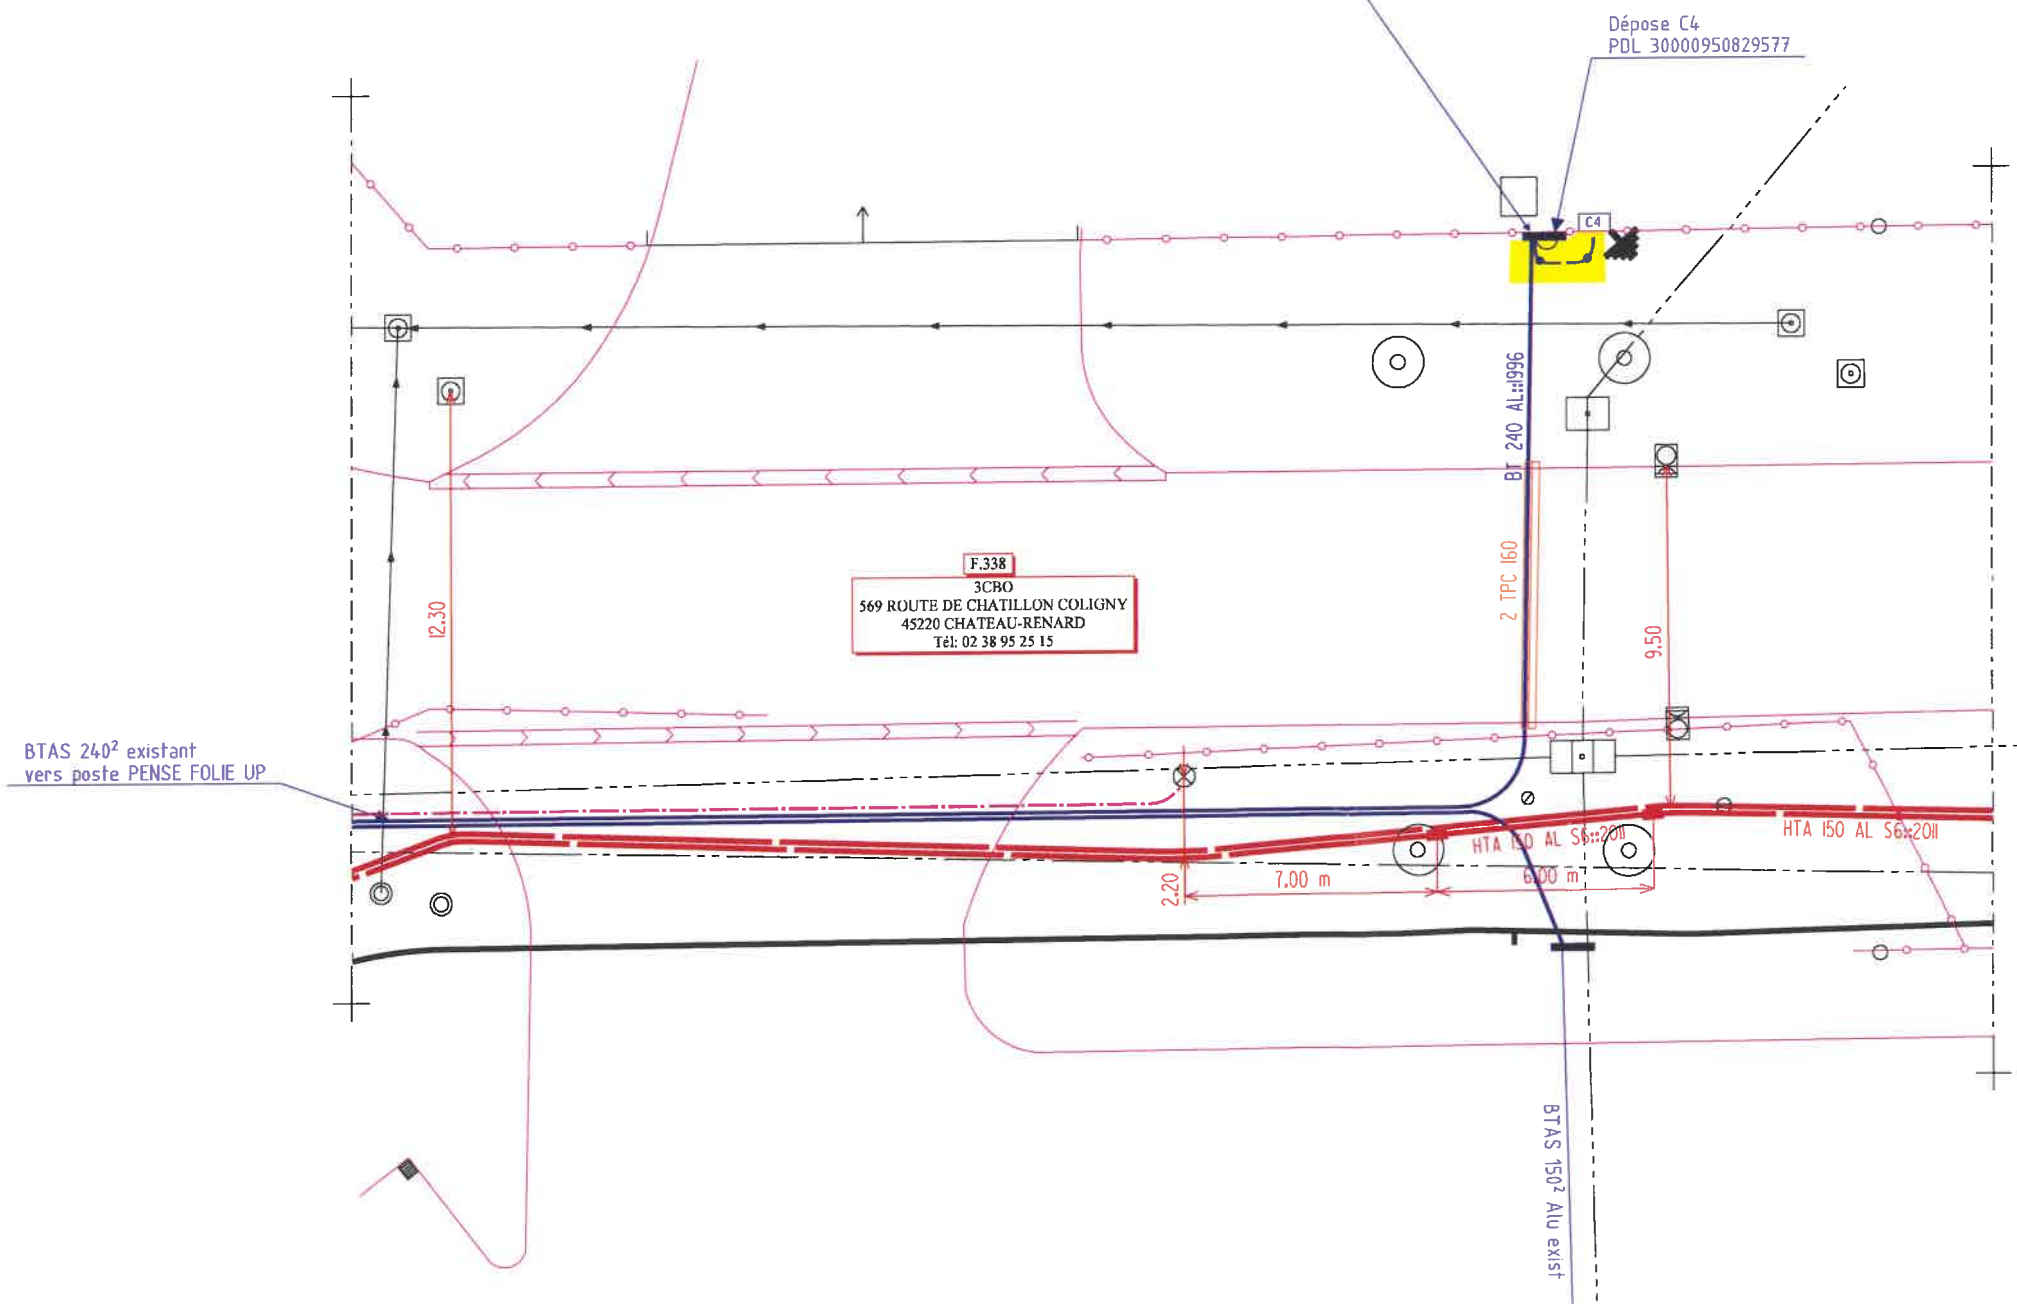 Dépose C4
PDL 30000950829577
C4
BT 240 AL::1996
2 TPC 160
F.338
3CBO
569 ROUTE DE CHATILLON COLIGNY
45220 CHATEAU-RENARD
Tél: 02 38 95 25 15
12.30
9.50
BTAS 240² existant
vers poste PENSE FOLIE UP
HTA 150 AL S6::2011
HTA 150 AL S6::2011
2.20
7.00 m
6.00 m
BTAS 150² Alu exist